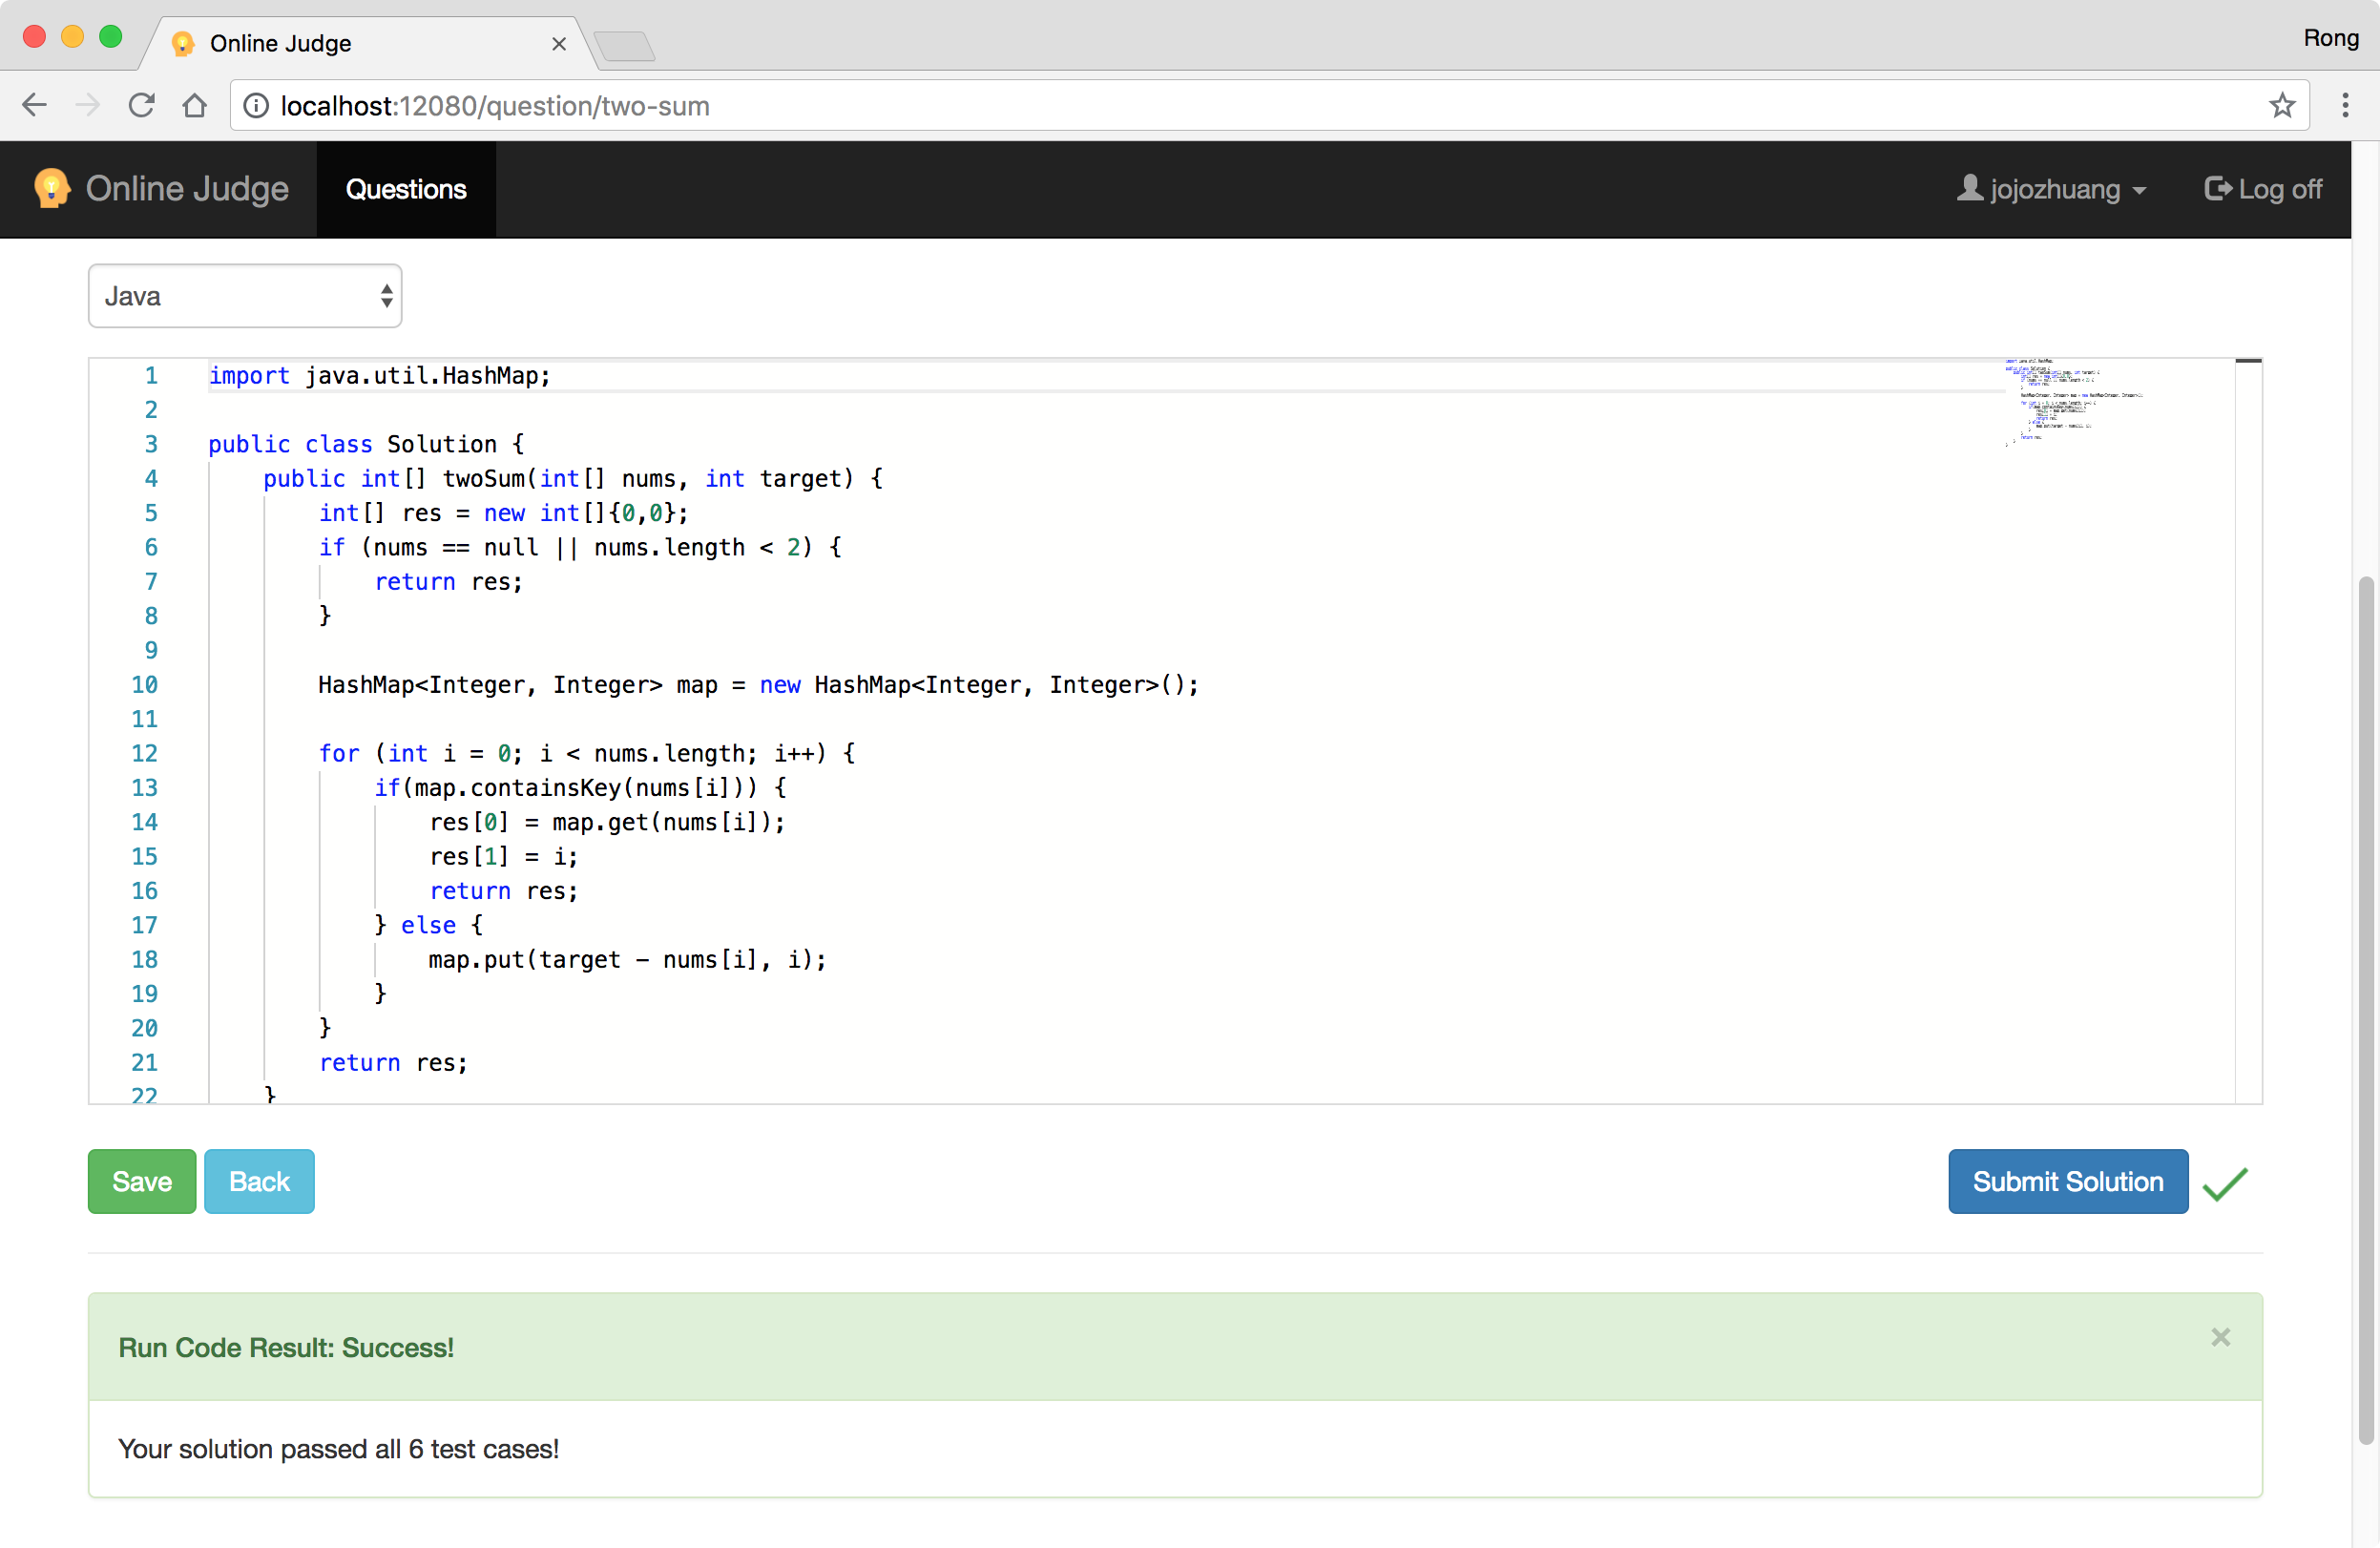 Online Judge
Rong
localhost:12080/question/two-sum
Online Judge Questions jojozhuang Log off
Java
1 import java.util.HashMap;
2
3 public class Solution {
4     public int[] twoSum(int[] nums, int target) {
5         int[] res = new int[]{0,0};
6         if (nums == null || nums.length < 2) {
7             return res;
8         }
9
10         HashMap<Integer, Integer> map = new HashMap<Integer, Integer>();
11
12         for (int i = 0; i < nums.length; i++) {
13             if(map.containsKey(nums[i])) {
14                 res[0] = map.get(nums[i]);
15                 res[1] = i;
16                 return res;
17             } else {
18                 map.put(target - nums[i], i);
19             }
20         }
21         return res;
22     }
Save Back Submit Solution
Run Code Result: Success!
Your solution passed all 6 test cases!